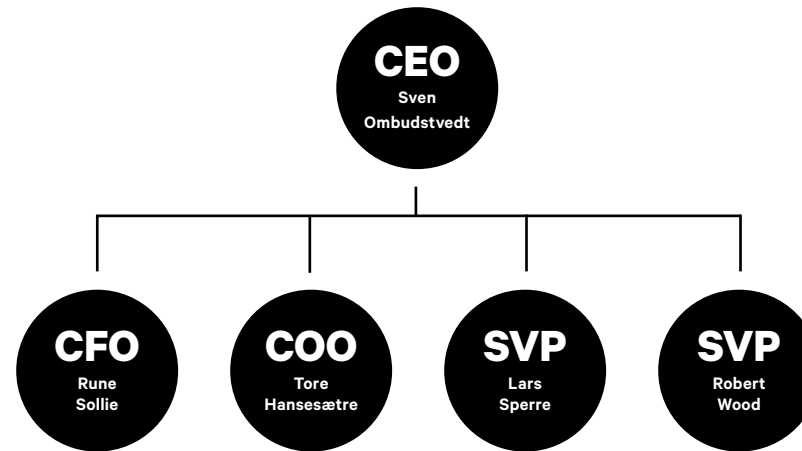 CEO
Sven
Ombudstvedt
CFO
Rune
Sollie
COO
Tore
Hansesætre
SVP
Lars
Sperre
SVP
Robert
Wood